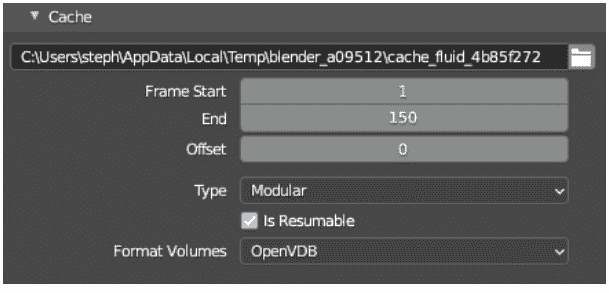 Cache
C:\Users\steph\AppData\Local\Temp\blender_a09512\cache_fluid_4b85f272
Frame Start 1
End 150
Offset 0
Type Modular
Is Resumable
Format Volumes OpenVDB